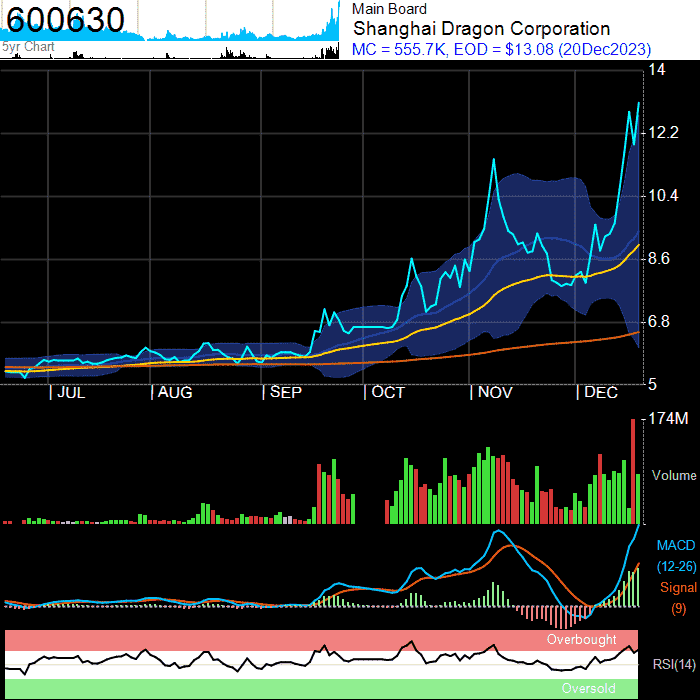 600630
5yr Chart
Main Board
Shanghai Dragon Corporation
MC = 555.7K, EOD = $13.08 (20Dec2023)
14
12.2
10.4
8.6
6.8
5
JUL AUG SEP OCT NOV DEC
174M
Volume
MACD
(12-26)
Signal
(9)
Overbought
RSI(14)
Oversold